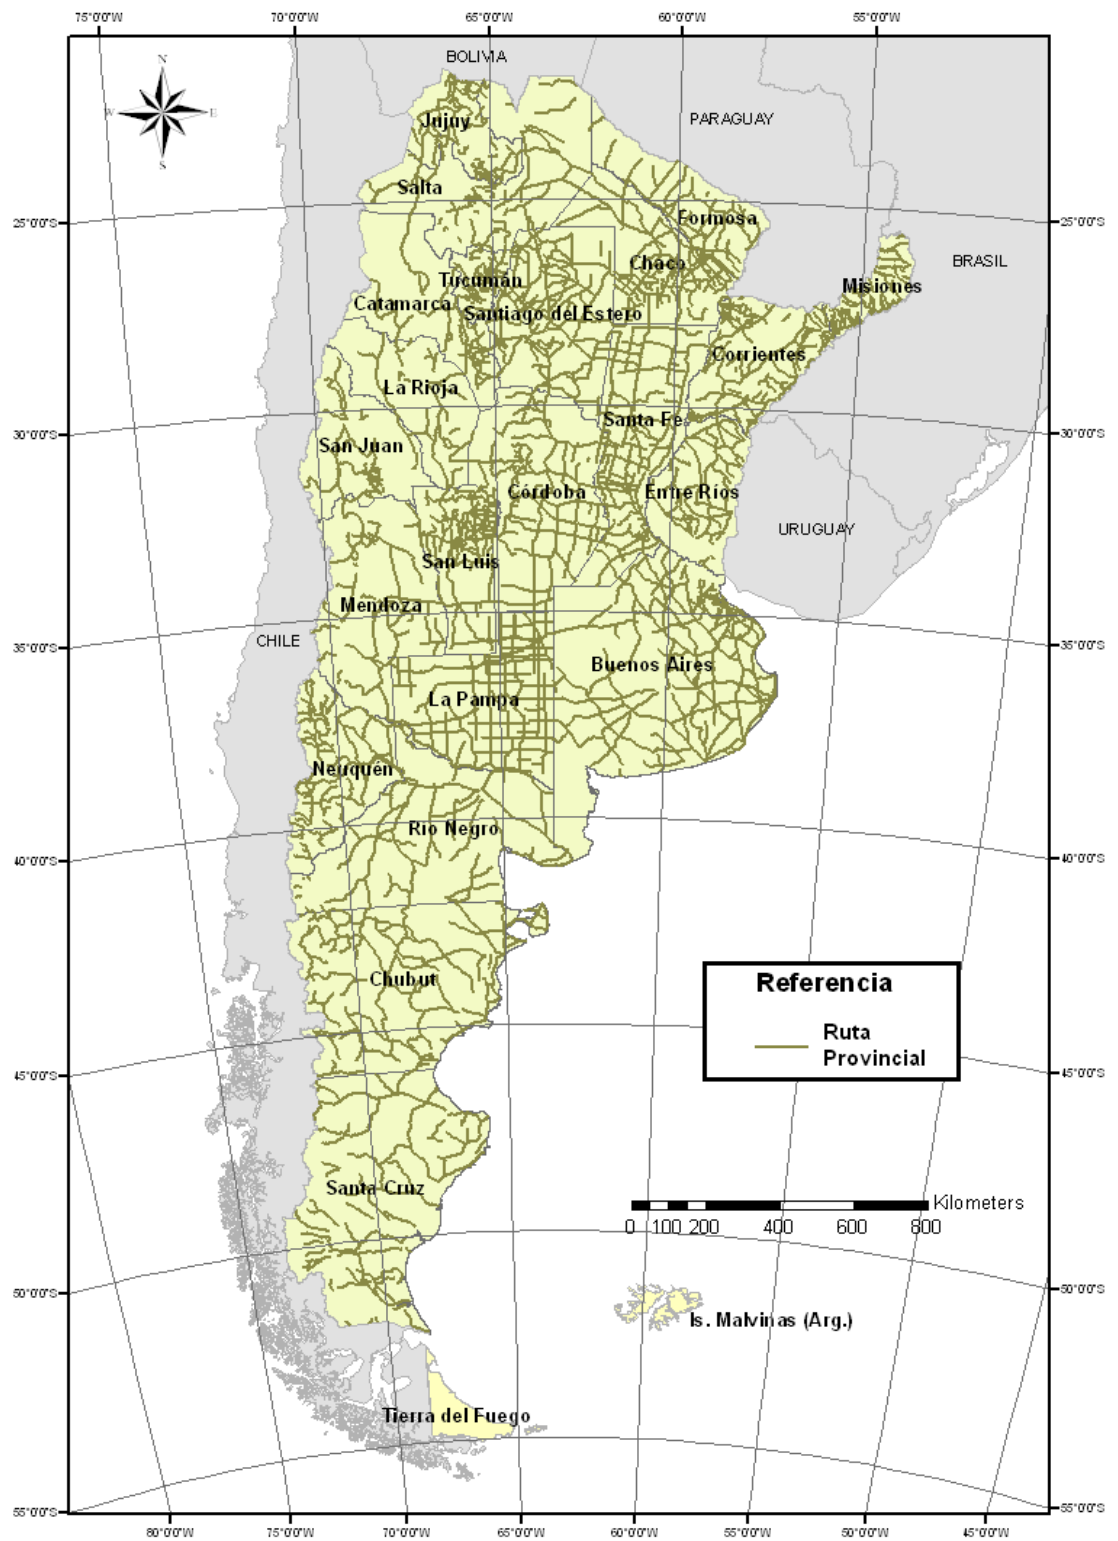 75°0'0"W 70°0'0"W 65°0'0"W 60°0'0"W 55°0'0"W
BOLIVIA
N
W E
S
PARAGUAY
Jujuy
Salta
25°0'0"S 25°0'0"S
Formosa
BRASIL
Chaco
Tucumán
Misiones
Catamarca
Santiago del Estero
Corrientes
La Rioja
Santa Fe
30°0'0"S 30°0'0"S
San Juan
Córdoba
Entre Ríos
URUGUAY
San Luis
Mendoza
CHILE
35°0'0"S 35°0'0"S
Buenos Aires
La Pampa
Neuquén
Río Negro
40°0'0"S 40°0'0"S
Chubut
Referencia
Ruta
Provincial
45°0'0"S 45°0'0"S
Santa Cruz
Kilometers
0 100 200 400 600 800
50°0'0"S 50°0'0"S
Is. Malvinas (Arg.)
Tierra del Fuego
55°0'0"S 55°0'0"S
80°0'0"W 75°0'0"W 70°0'0"W 65°0'0"W 60°0'0"W 55°0'0"W 50°0'0"W 45°0'0"W